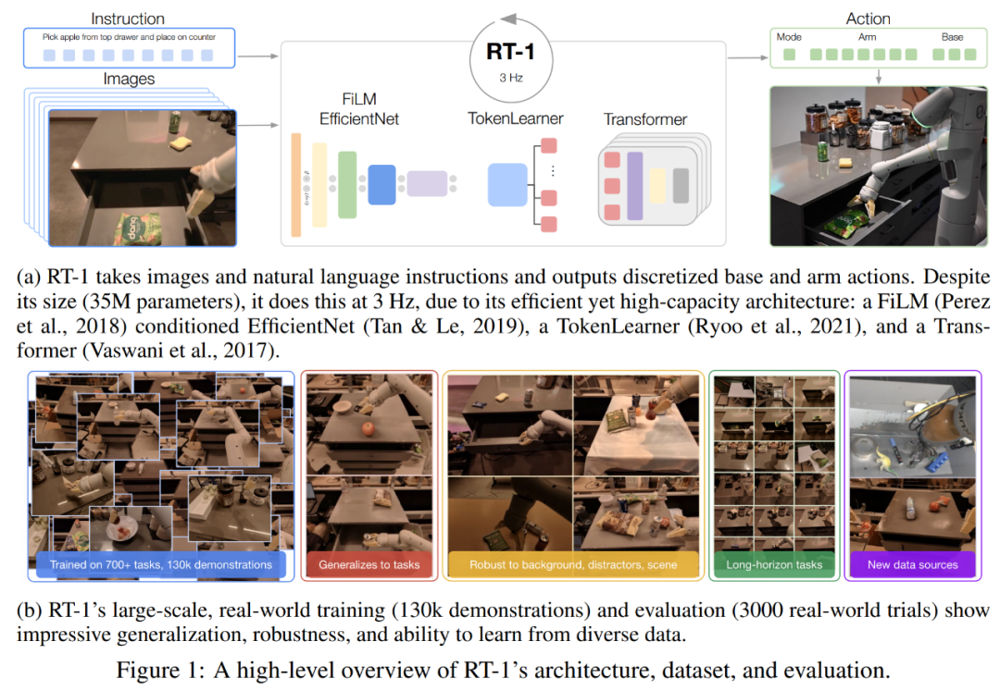 Instruction
Pick apple from top drawer and place on counter
Images
RT-1
3 Hz
FiLM
EfficientNet
TokenLearner
Transformer
Action
Mode Arm Base
(a) RT-1 takes images and natural language instructions and outputs discretized base and arm actions. Despite
its size (35M parameters), it does this at 3 Hz, due to its efficient yet high-capacity architecture: a FiLM (Perez
et al., 2018) conditioned EfficientNet (Tan & Le, 2019), a TokenLearner (Ryoo et al., 2021), and a Trans-
former (Vaswani et al., 2017).
Trained on 700+ tasks, 130k demonstrations
Generalizes to tasks
Robust to background, distractors, scene
Long-horizon tasks
New data sources
(b) RT-1's large-scale, real-world training (130k demonstrations) and evaluation (3000 real-world trials) show
impressive generalization, robustness, and ability to learn from diverse data.
Figure 1: A high-level overview of RT-1's architecture, dataset, and evaluation.